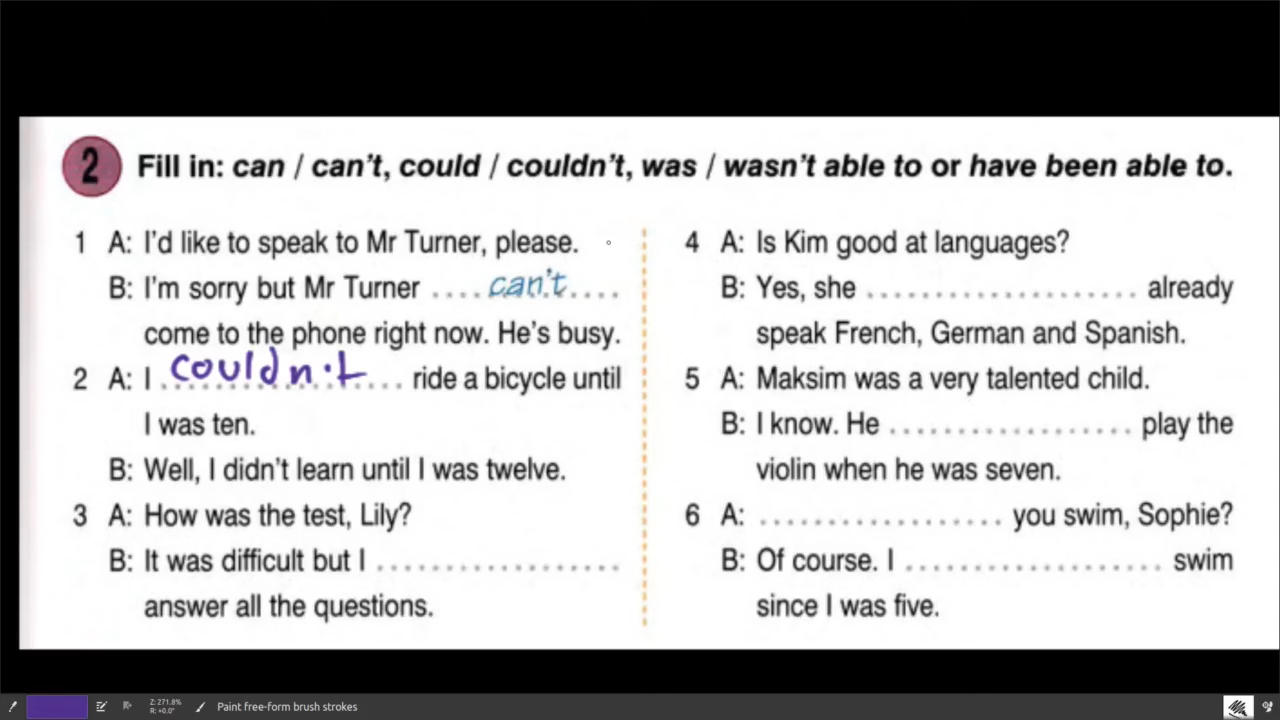 2 Fill in: can / can't, could / couldn't, was / wasn't able to or have been able to.
1 A: I'd like to speak to Mr Turner, please.
B: I'm sorry but Mr Turner .... can't ....
come to the phone right now. He's busy.
2 A: I couldn't .... ride a bicycle until
I was ten.
B: Well, I didn't learn until I was twelve.
3 A: How was the test, Lily?
B: It was difficult but I ..................
answer all the questions.
4 A: Is Kim good at languages?
B: Yes, she .................... already
speak French, German and Spanish.
5 A: Maksim was a very talented child.
B: I know. He .................. play the
violin when he was seven.
6 A: .................. you swim, Sophie?
B: Of course. I ................... swim
since I was five.
Z: 271.8%
R: +0.0°
Paint free-form brush strokes